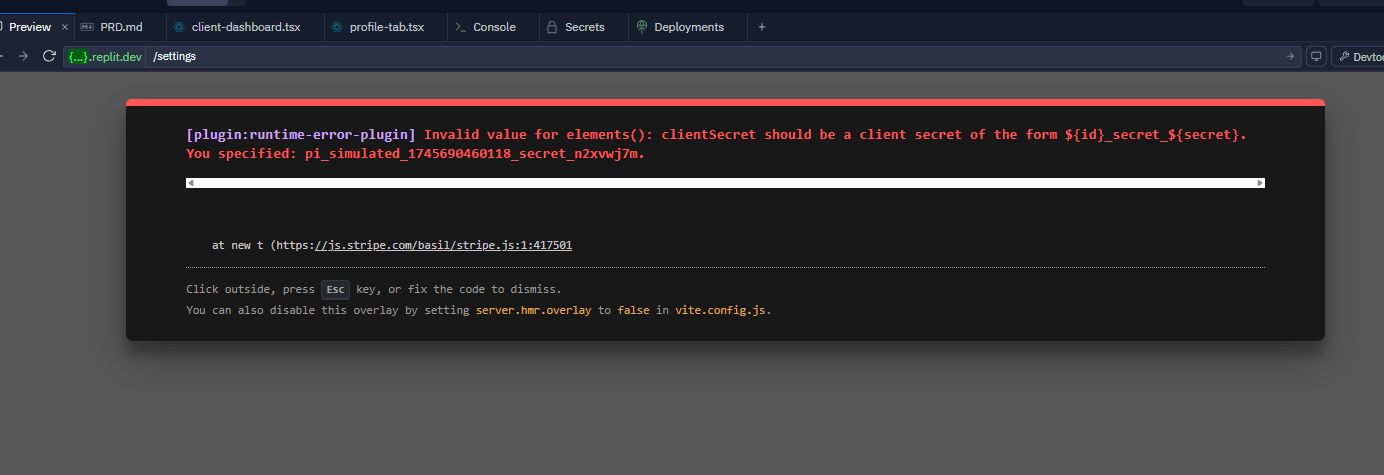 Preview × PRD.md client-dashboard.tsx profile-tab.tsx >_ Console Secrets Deployments +
{...}.replit.dev /settings
[plugin:runtime-error-plugin] Invalid value for elements(): clientSecret should be a client secret of the form ${id}_secret_${secret}.
You specified: pi_simulated_1745690460118_secret_n2xvwj7m.
at new t (https://js.stripe.com/basil/stripe.js:1:417501
Click outside, press Esc key, or fix the code to dismiss.
You can also disable this overlay by setting server.hmr.overlay to false in vite.config.js.